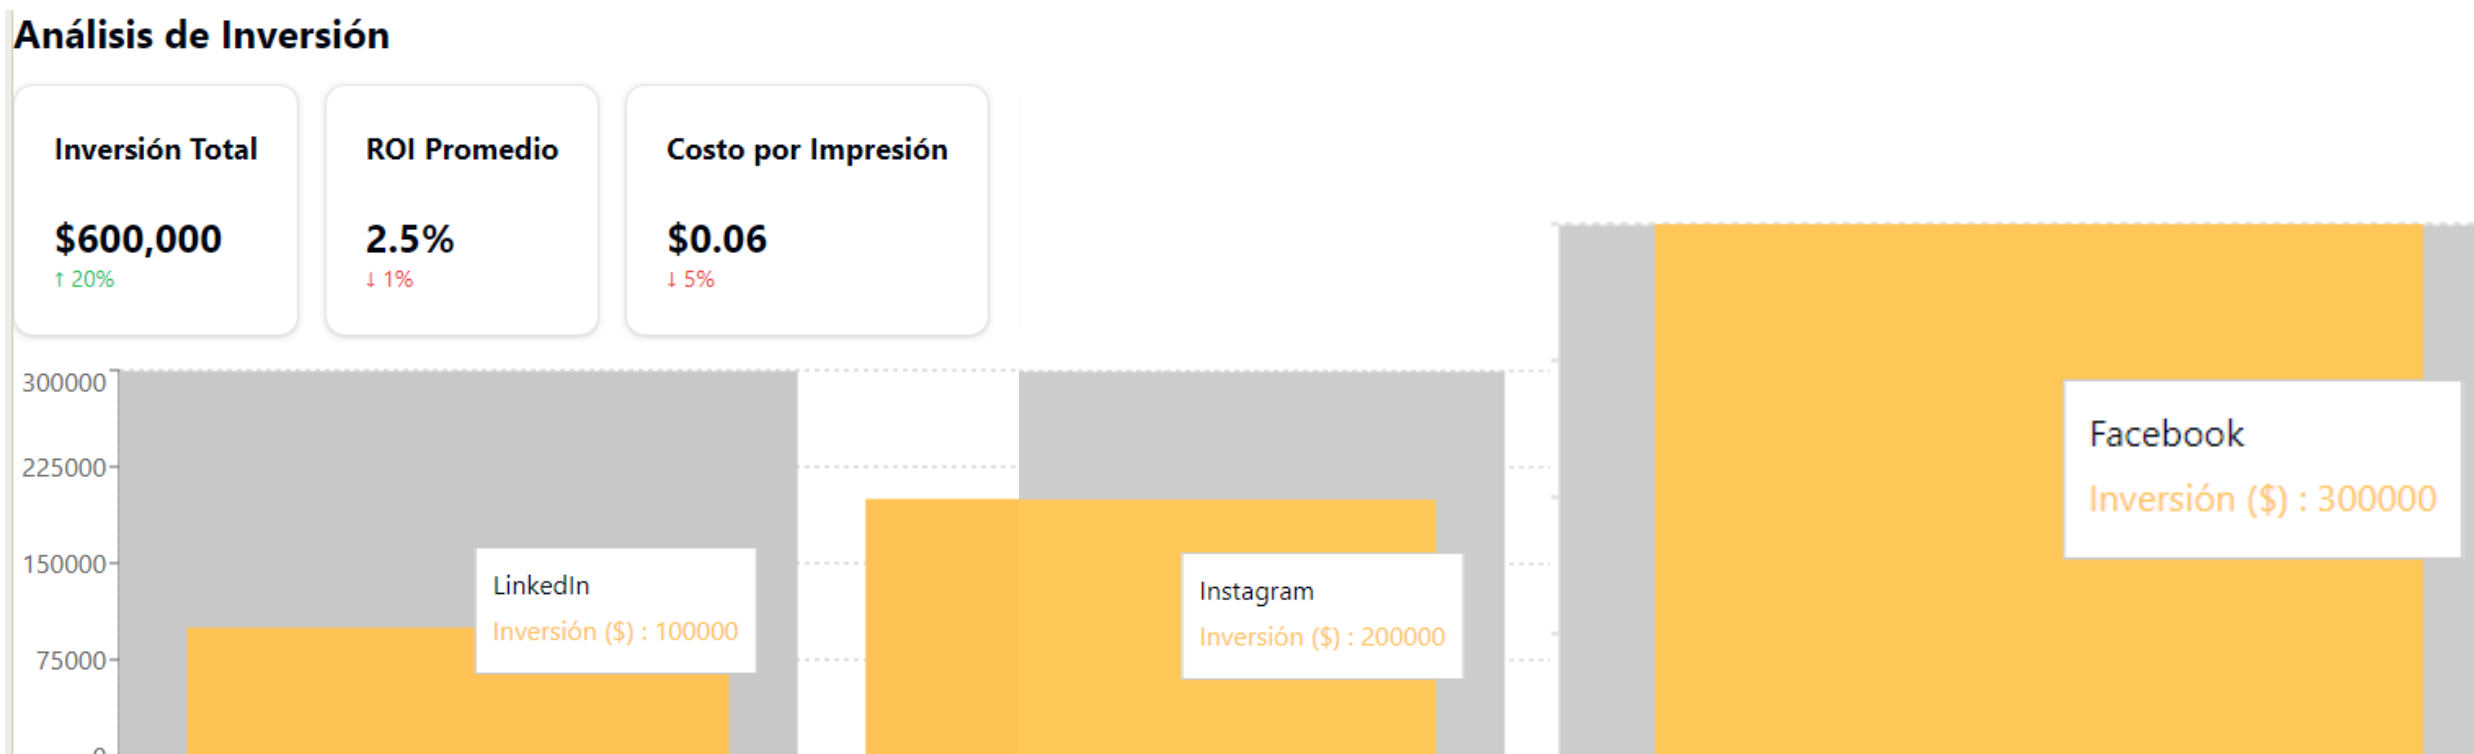 Análisis de Inversión
Inversión Total
$600,000
↑ 20%
ROI Promedio
2.5%
↓ 1%
Costo por Impresión
$0.06
↓ 5%
300000
225000
150000
75000
0
LinkedIn
Inversión ($) : 100000
Instagram
Inversión ($) : 200000
Facebook
Inversión ($) : 300000